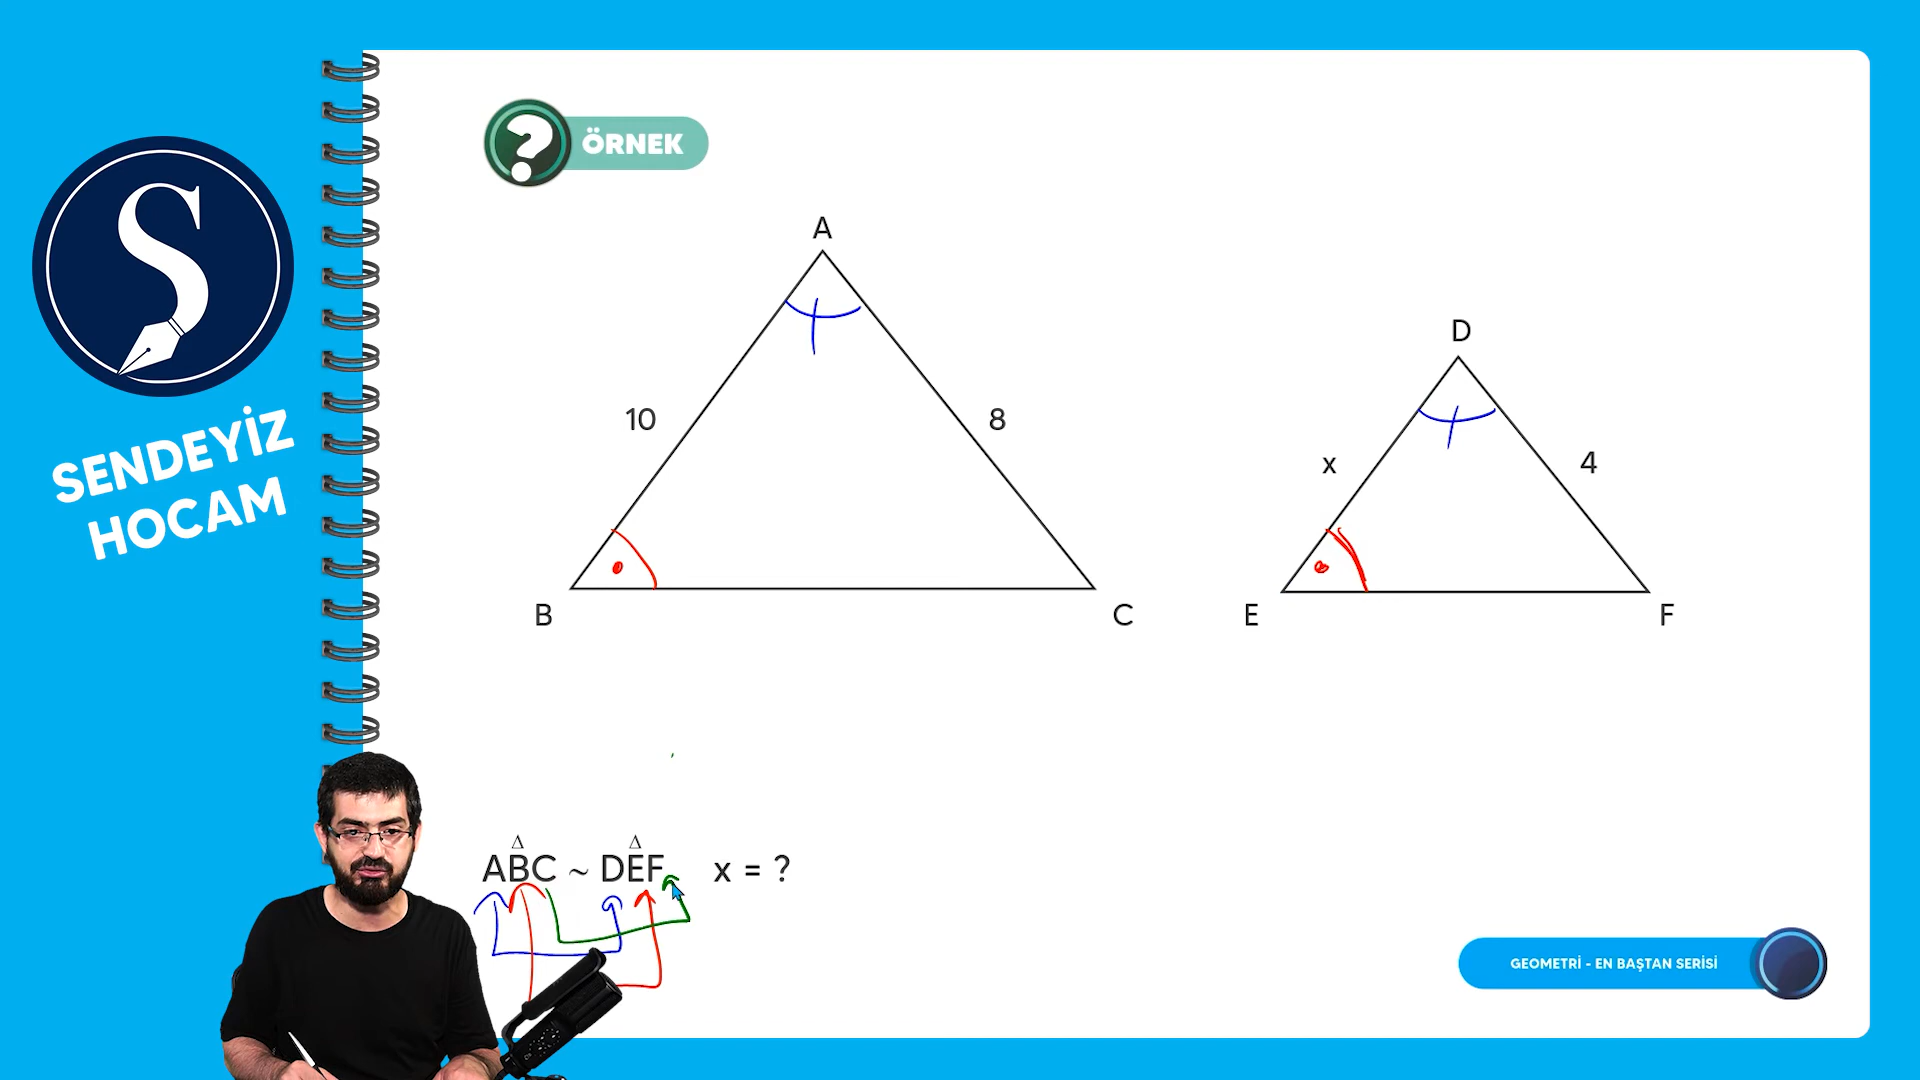 SENDEYİZ
HOCAM
ÖRNEK
A
10
8
B
C
D
x
4
E
F
ABC ~ DEF x = ?
GEOMETRİ - EN BAŞTAN SERİSİ